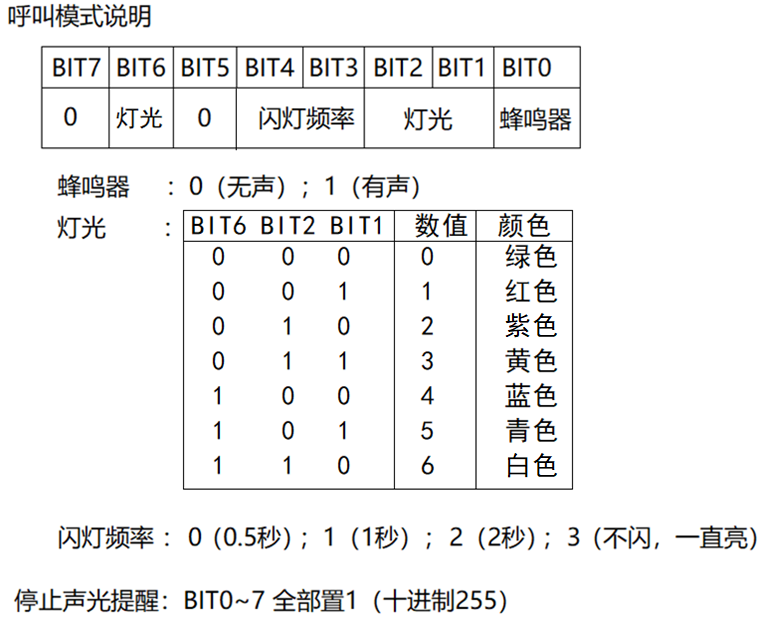 呼叫模式说明
BIT7 BIT6 BIT5 BIT4 BIT3 BIT2 BIT1 BIT0
0 灯光 0 闪灯频率 灯光 蜂鸣器
蜂鸣器 ：0（无声）；1（有声）
灯光 ：
BIT6 BIT2 BIT1 数值 颜色
0 0 0 0 绿色
0 0 1 1 红色
0 1 0 2 紫色
0 1 1 3 黄色
1 0 0 4 蓝色
1 0 1 5 青色
1 1 0 6 白色
闪灯频率：0（0.5秒）；1（1秒）；2（2秒）；3（不闪，一直亮）
停止声光提醒：BIT0~7 全部置1（十进制255）